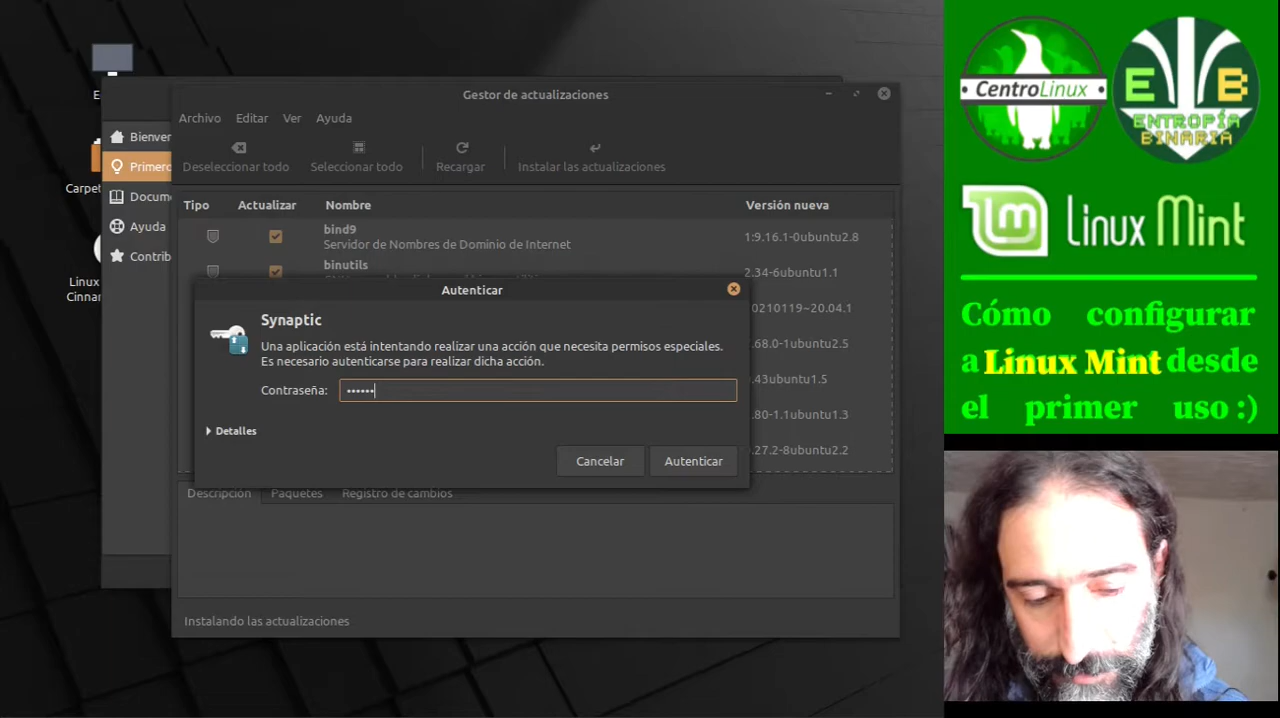 E
Carpet
Linux
Cinnar
Bienver
Primero
Docum
Ayuda
Contrib
Gestor de actualizaciones
Archivo Editar Ver Ayuda
Deseleccionar todo Seleccionar todo Recargar Instalar las actualizaciones
Tipo Actualizar Nombre Versión nueva
bind9
Servidor de Nombres de Dominio de Internet 1:9.16.1-0ubuntu2.8
binutils
2.34-6ubuntu1.1
0210119~20.04.1
.68.0-1ubuntu2.5
.43ubuntu1.5
.80-1.1ubuntu1.3
.27.2-8ubuntu2.2
Autenticar
Synaptic
Una aplicación está intentando realizar una acción que necesita permisos especiales.
Es necesario autenticarse para realizar dicha acción.
Contraseña: ••••••
Detalles
Cancelar Autenticar
Descripción Paquetes Registro de cambios
Instalando las actualizaciones
CentroLinux
E B
ENTROPÍA
BINARIA
Linux Mint
Cómo configurar
a Linux Mint desde
el primer uso :)